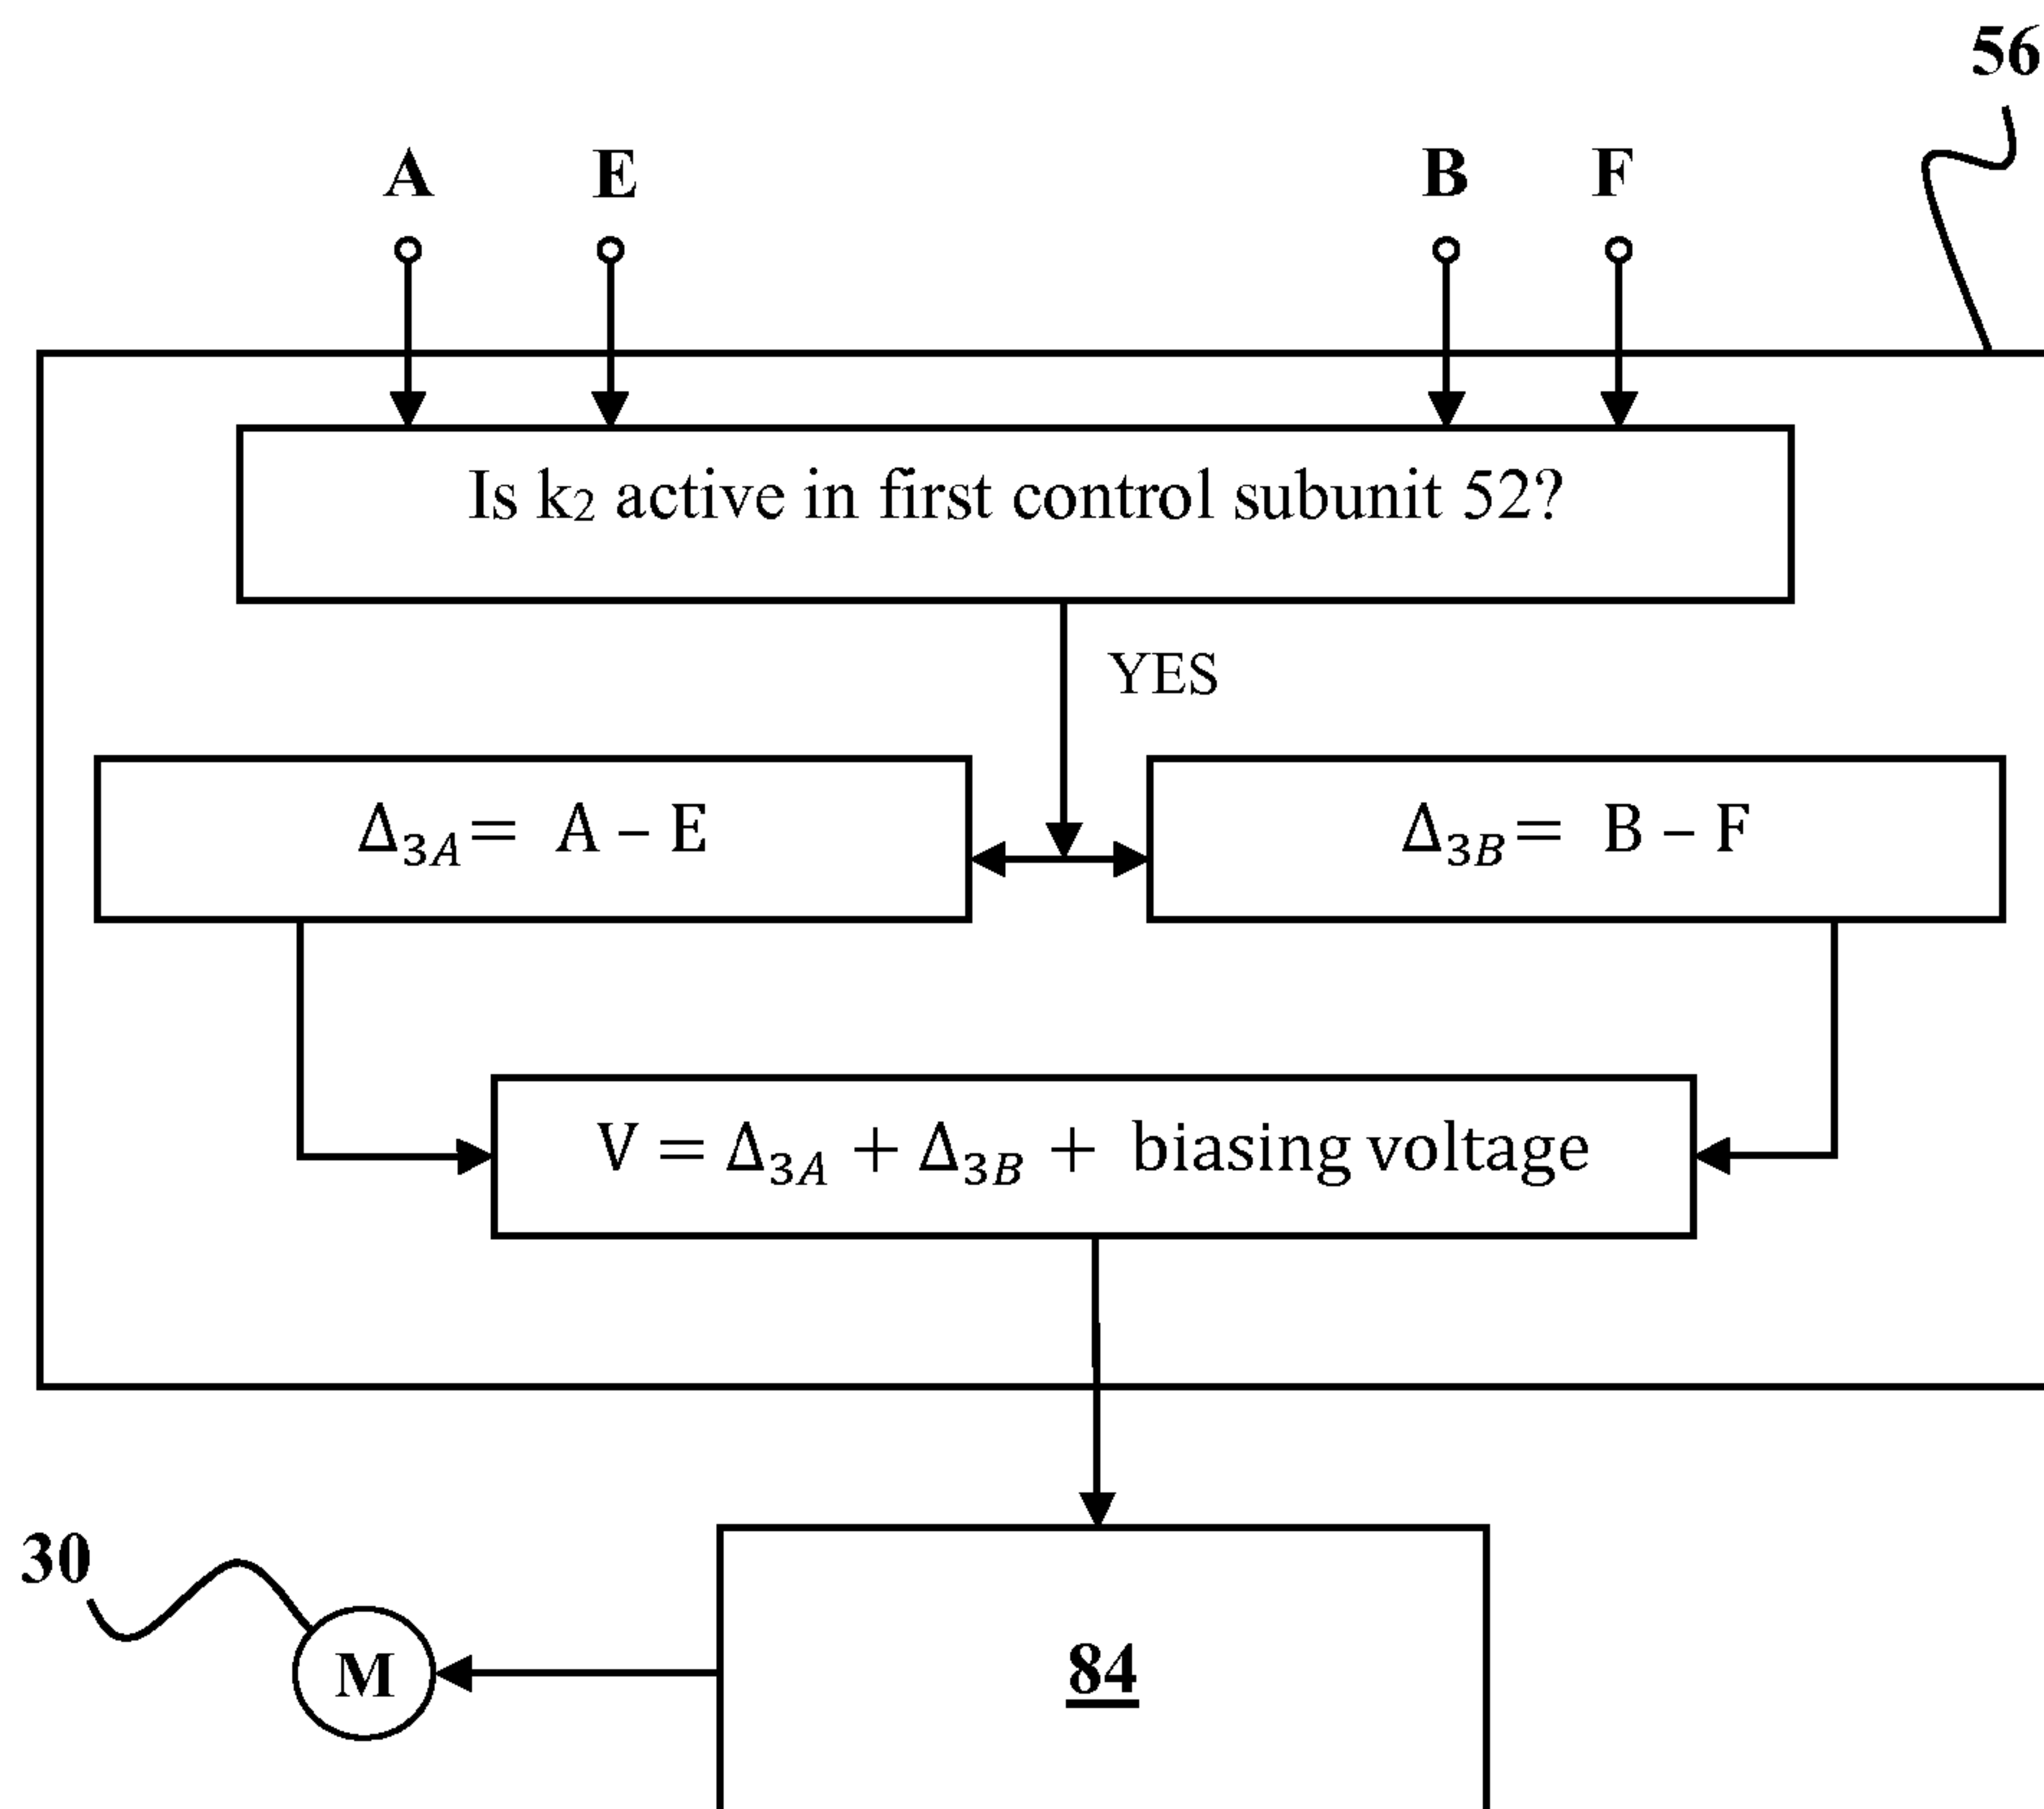 56
A E B F
Is k₂ active in first control subunit 52?
YES
Δ₃A = A – E
Δ₃B = B – F
V = Δ₃A + Δ₃B + biasing voltage
30
M
84